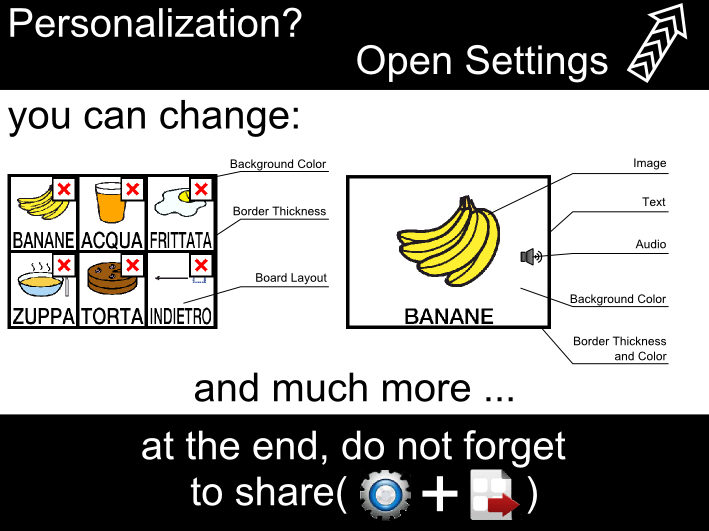 Personalization?
Open Settings
you can change:
Background Color
Border Thickness
Board Layout
BANANE ACQUA FRITTATA
ZUPPA TORTA INDIETRO
Image
Text
Audio
Background Color
Border Thickness
and Color
BANANE
and much more ...
at the end, do not forget
to share( + )